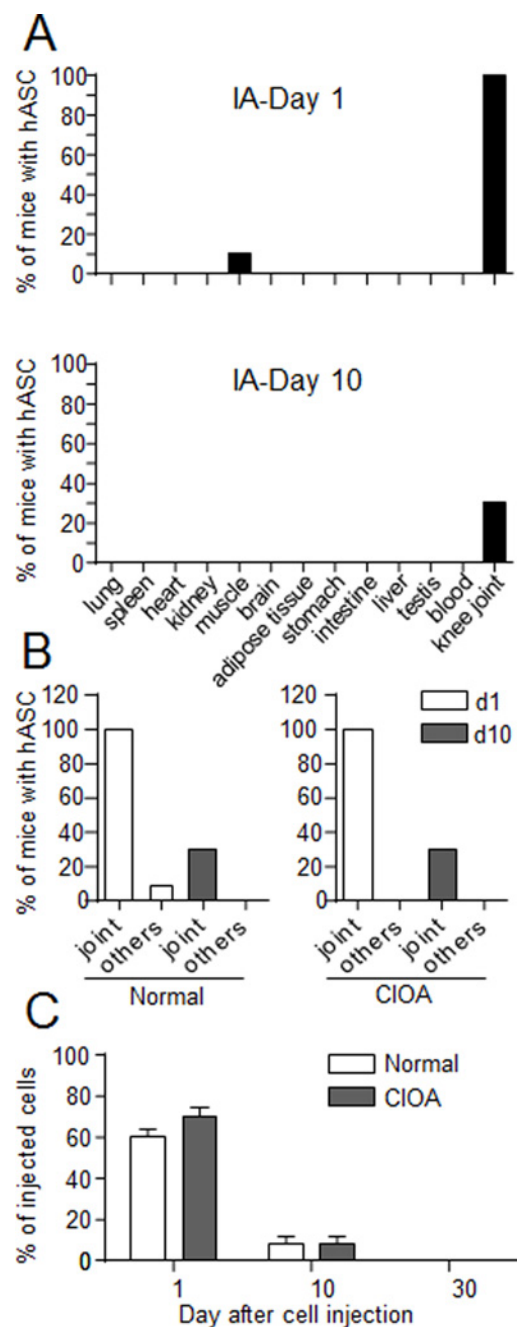 A
% of mice with hASC
100
80
60
40
20
0
IA-Day 1
% of mice with hASC
100
80
60
40
20
0
IA-Day 10
lung
spleen
heart
kidney
muscle
brain
adipose tissue
stomach
intestine
liver
testis
blood
knee joint
B
% of mice with hASC
120
100
80
60
40
20
0
joint
others
joint
others
Normal
120
100
80
60
40
20
0
d1
d10
joint
others
joint
others
CIOA
C
% of injected cells
100
80
60
40
20
0
Normal
CIOA
1 10 30
Day after cell injection